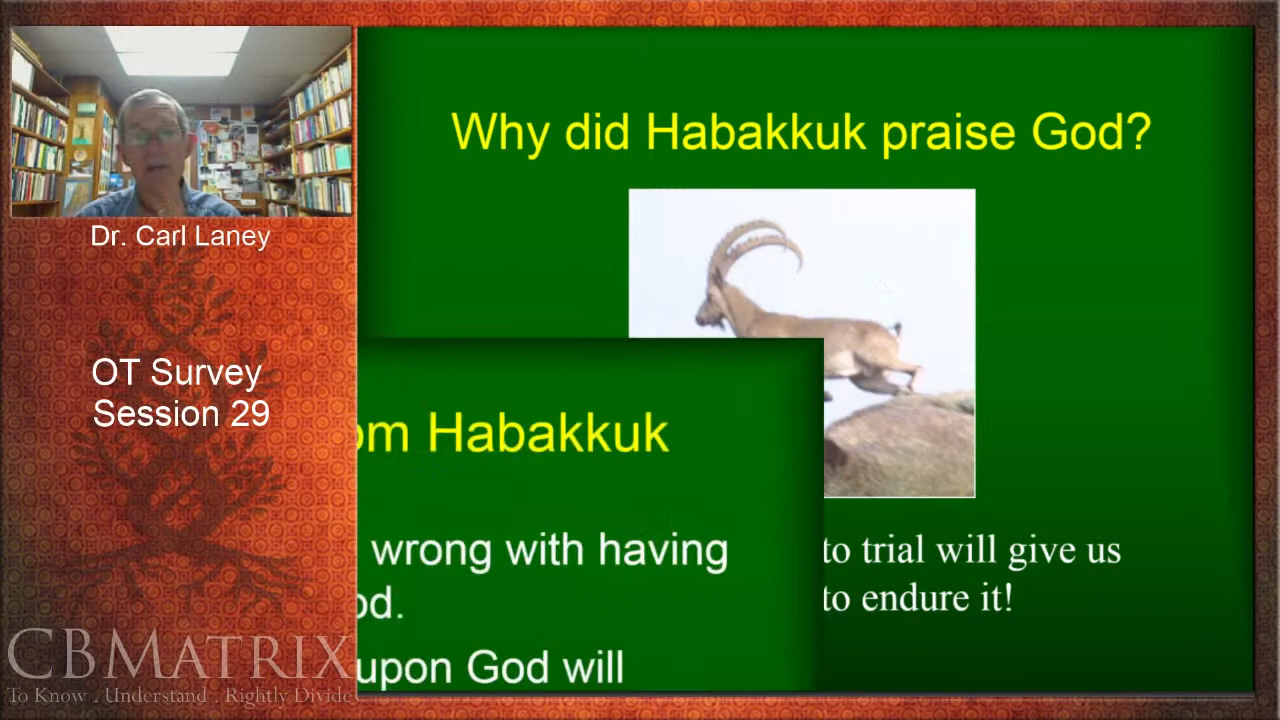 Dr. Carl Laney
OT Survey
Session 29
CBMATRIX
To Know . Understand . Rightly Divide
Why did Habakkuk praise God?
to trial will give us
to endure it!
om Habakkuk
wrong with having
od.
upon God will